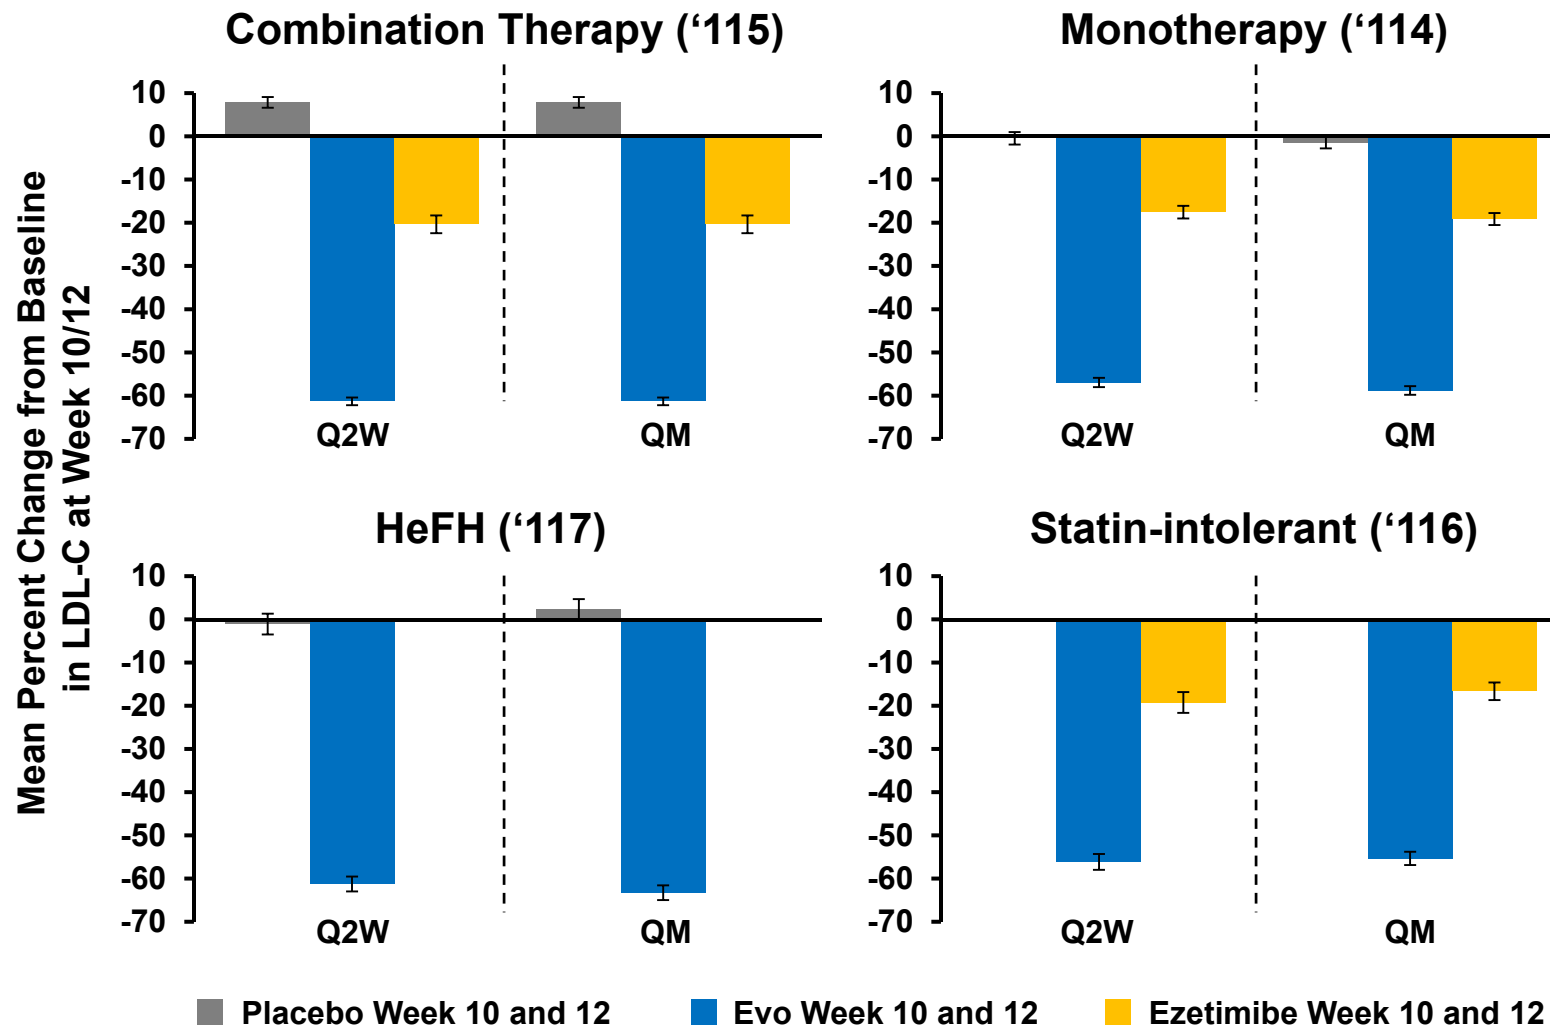 Combination Therapy (‘115)
Monotherapy (‘114)
Mean Percent Change from Baseline
in LDL-C at Week 10/12
10
0
-10
-20
-30
-40
-50
-60
-70
Q2W
QM
10
0
-10
-20
-30
-40
-50
-60
-70
Q2W
QM
HeFH (‘117)
Statin-intolerant (‘116)
10
0
-10
-20
-30
-40
-50
-60
-70
Q2W
QM
10
0
-10
-20
-30
-40
-50
-60
-70
Q2W
QM
Placebo Week 10 and 12
Evo Week 10 and 12
Ezetimibe Week 10 and 12